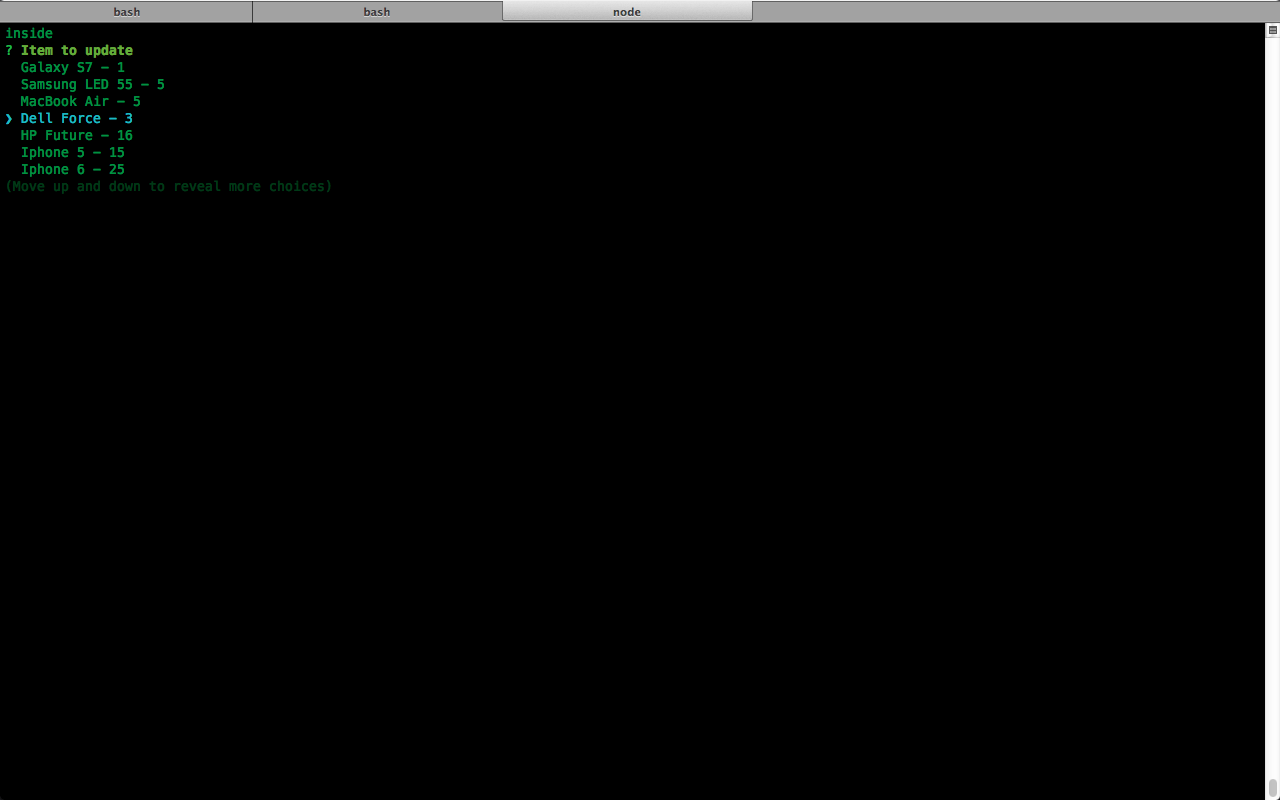 bash bash node
inside
? Item to update
Galaxy S7 – 1
Samsung LED 55 – 5
MacBook Air – 5
❯ Dell Force – 3
HP Future – 16
Iphone 5 – 15
Iphone 6 – 25
(Move up and down to reveal more choices)